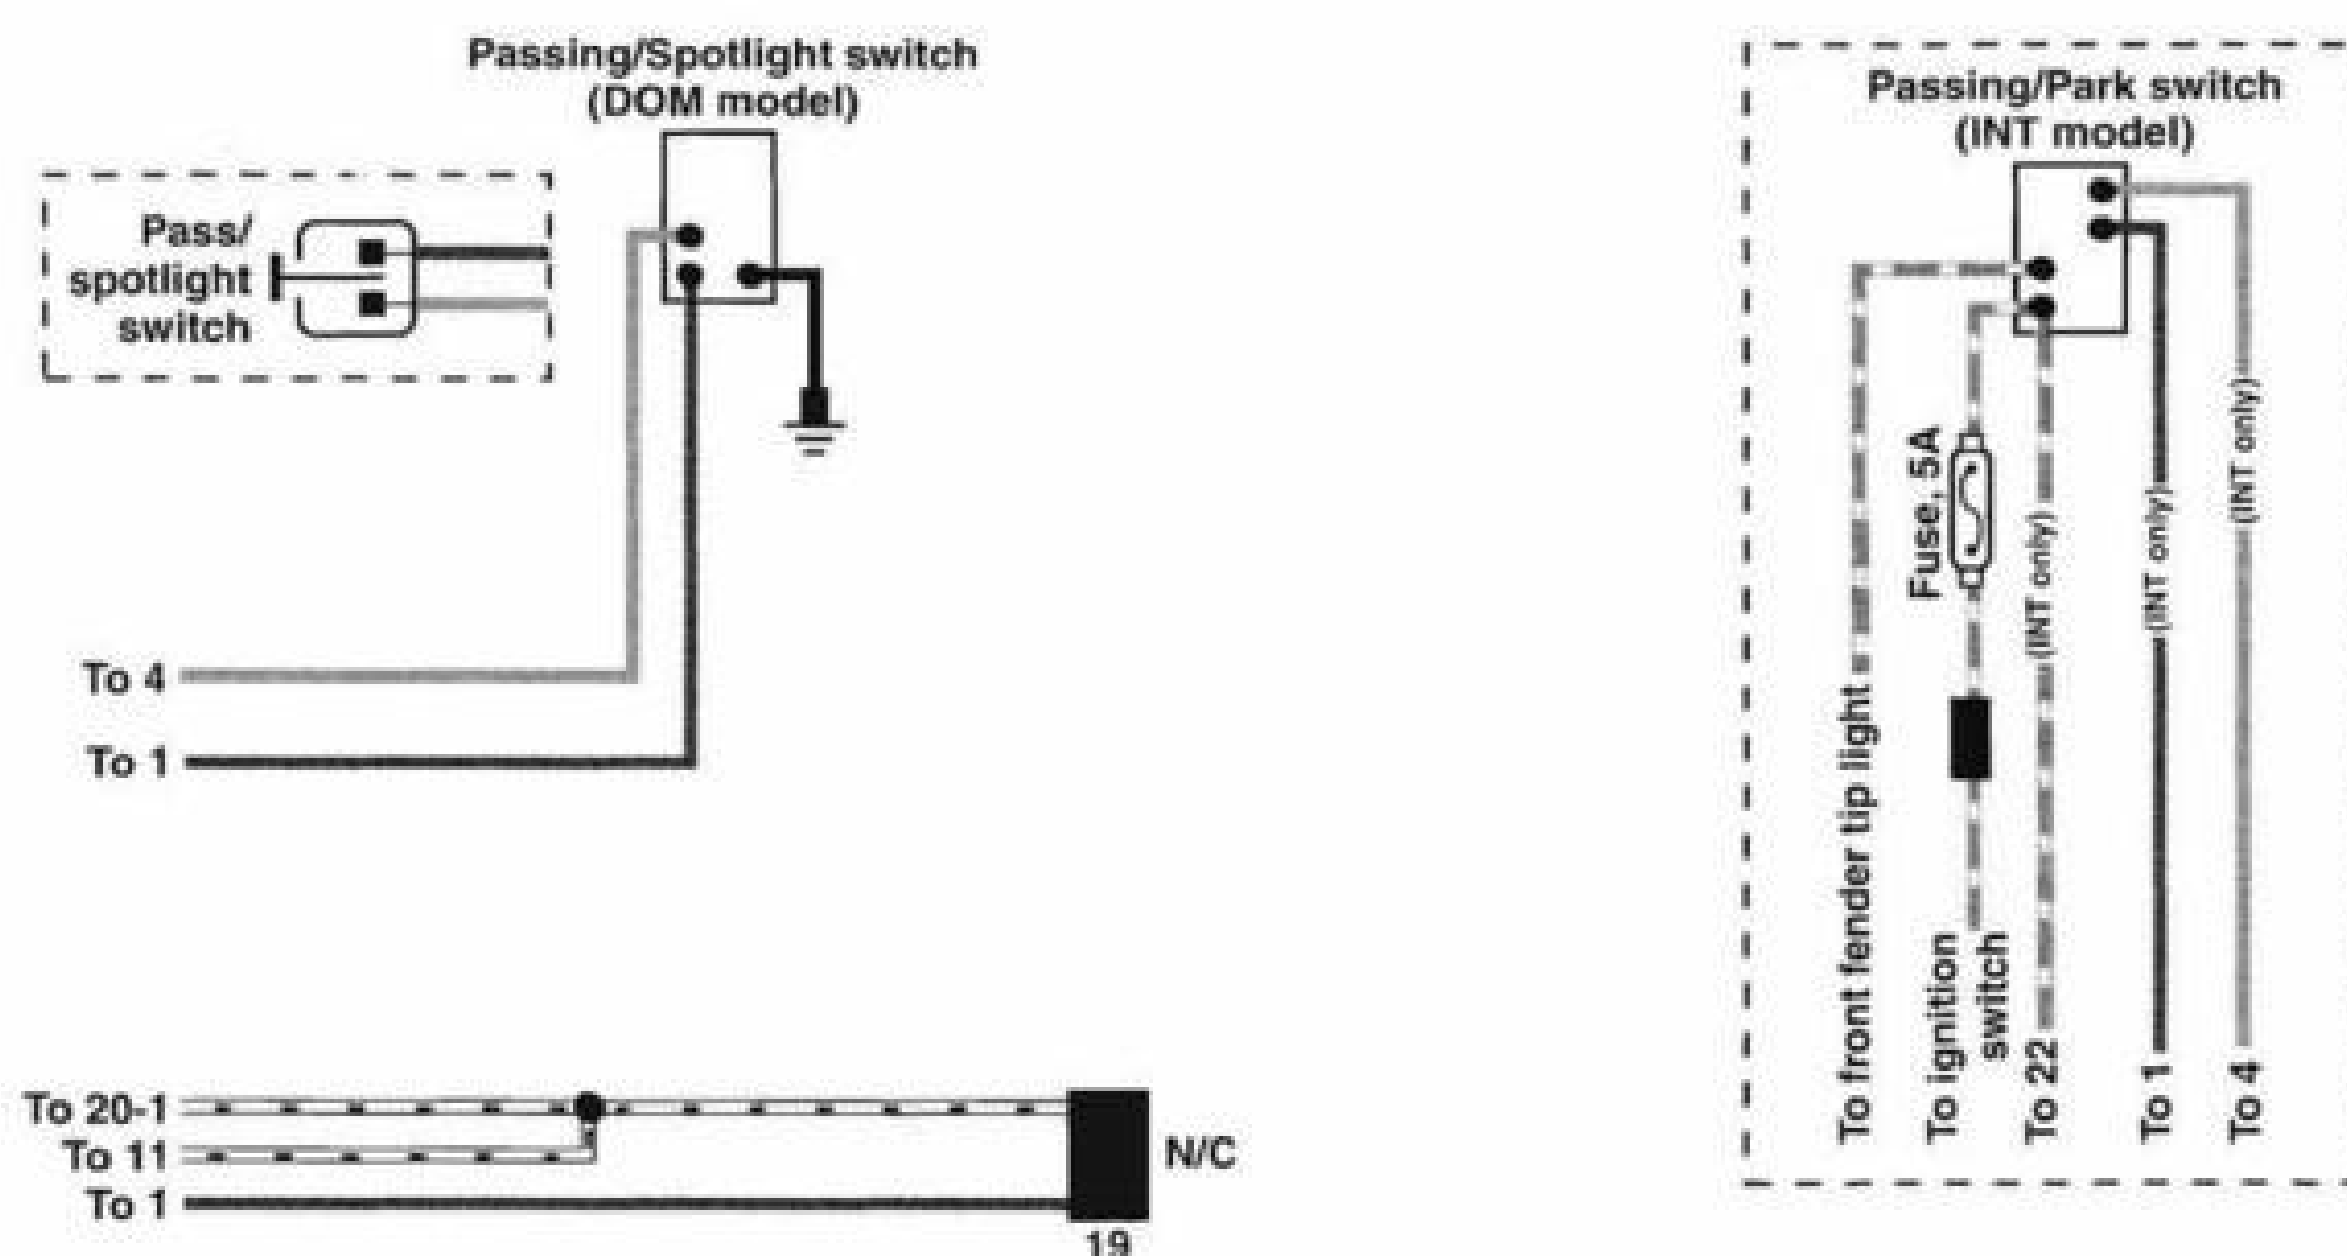 Passing/Spotlight switch
(DOM model)
Pass/
spotlight
switch
To 4
To 1
To 20-1
To 11
To 1
N/C
19
Passing/Park switch
(INT model)
Fuse, 5A
(INT only)
(INT only)
(INT only)
To front fender tip light
To ignition
switch
To 22
To 1
To 4